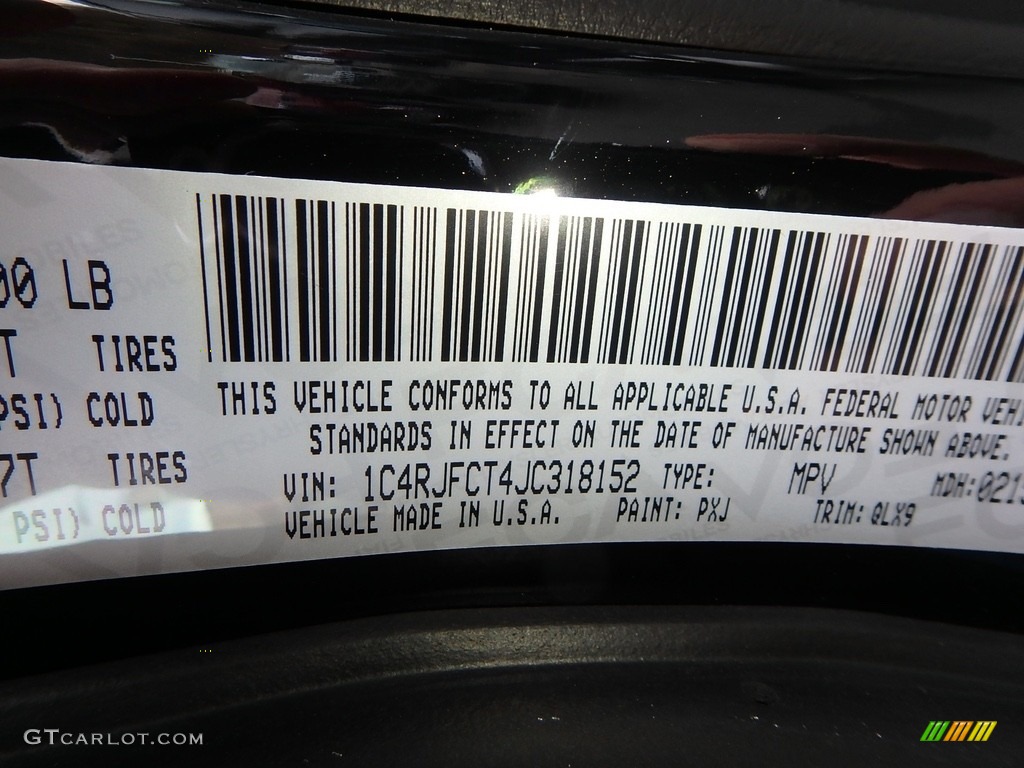 00 LB
T TIRES
PSI) COLD
7T TIRES
PSI) COLD
THIS VEHICLE CONFORMS TO ALL APPLICABLE U.S.A. FEDERAL MOTOR
STANDARDS IN EFFECT ON THE DATE OF MANUFACTURE SHOWN ABOVE.
VIN: 1C4RJFCT4JC318152 TYPE: MPV MDH:0215
VEHICLE MADE IN U.S.A. PAINT: PXJ TRIM: QLX9
GTCARLOT.COM